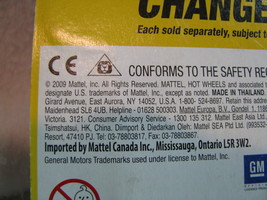 CHANGE
Each sold separately, subject t
CE CONFORMS TO THE SAFETY REC
© 2009 Mattel, Inc. All Rights Reserved. MATTEL, HOT WHEELS and associated
designate U.S. trademarks of Mattel, Inc., except as noted. MADE IN THAILAND.
Girard Avenue, East Aurora, NY 14052, U.S.A. 1-800- 524-8697. Retain this address
Maidenhead SL6 4UB. Helpline - 01628 500303. Mattel Europa, B.V., Gondel 1, 118
Victoria. 3121. Consumer Advisory Service - 1300 135 312. Mattel East Asia Ltd,
Tsimshatsui, HK, China. Diimport & Diedarkan Oleh: Mattel SEA Ptd Ltd. (993532-
Resort, 47410 P.J. Tel: 03-78803817, Fax: 03-78803867.
Imported by Mattel Canada Inc., Mississauga, Ontario L5R 3W2.
General Motors Trademarks used under license to Mattel, Inc.
GM